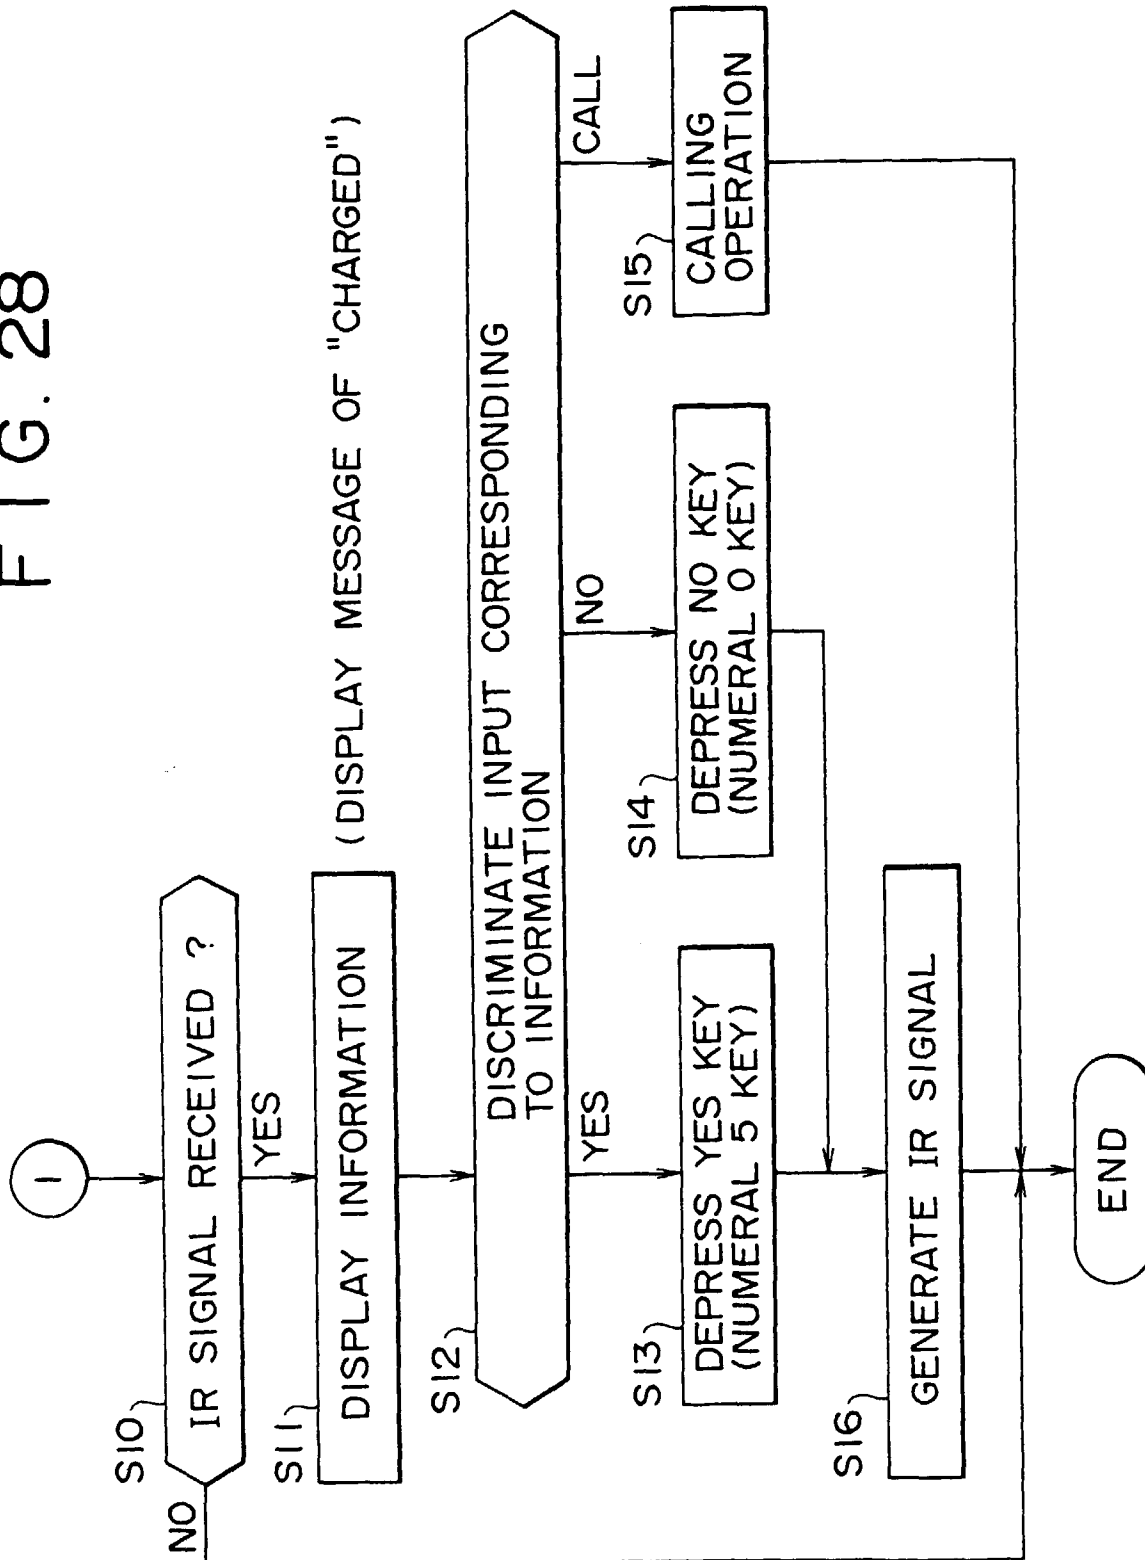 FIG. 28
1
S10
IR SIGNAL RECEIVED ?
NO
YES
S11
DISPLAY INFORMATION
(DISPLAY MESSAGE OF "CHARGED")
S12
DISCRIMINATE INPUT CORRESPONDING
TO INFORMATION
YES
NO
CALL
S13
DEPRESS YES KEY
(NUMERAL 5 KEY)
S14
DEPRESS NO KEY
(NUMERAL 0 KEY)
S15
CALLING
OPERATION
S16
GENERATE IR SIGNAL
END